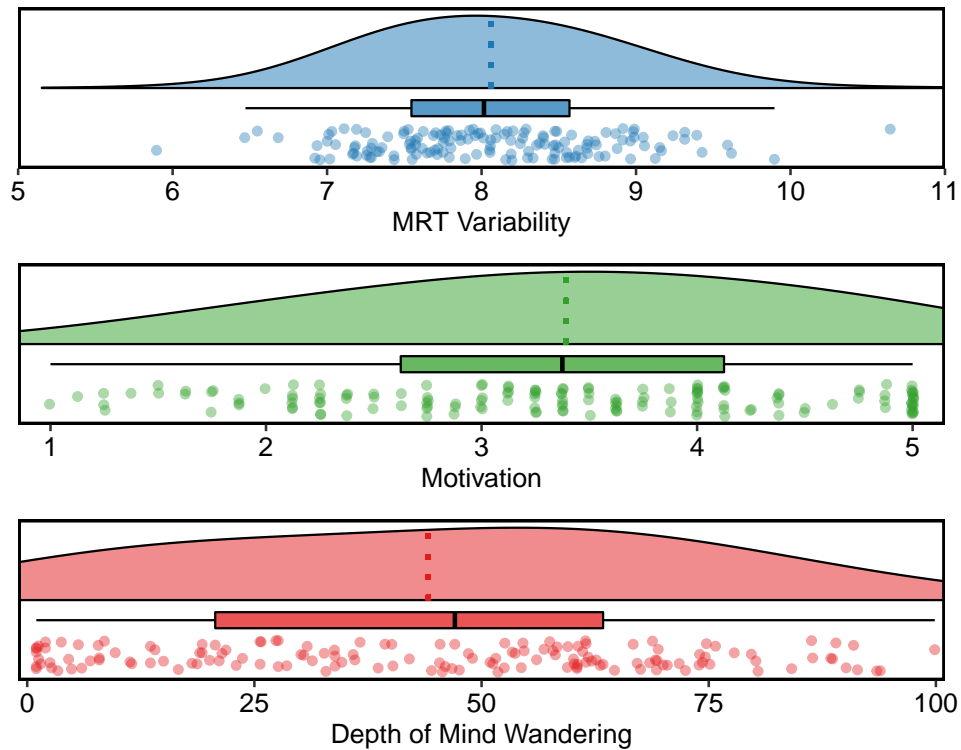 5 6 7 8 9 10 11
MRT Variability
1 2 3 4 5
Motivation
0 25 50 75 100
Depth of Mind Wandering